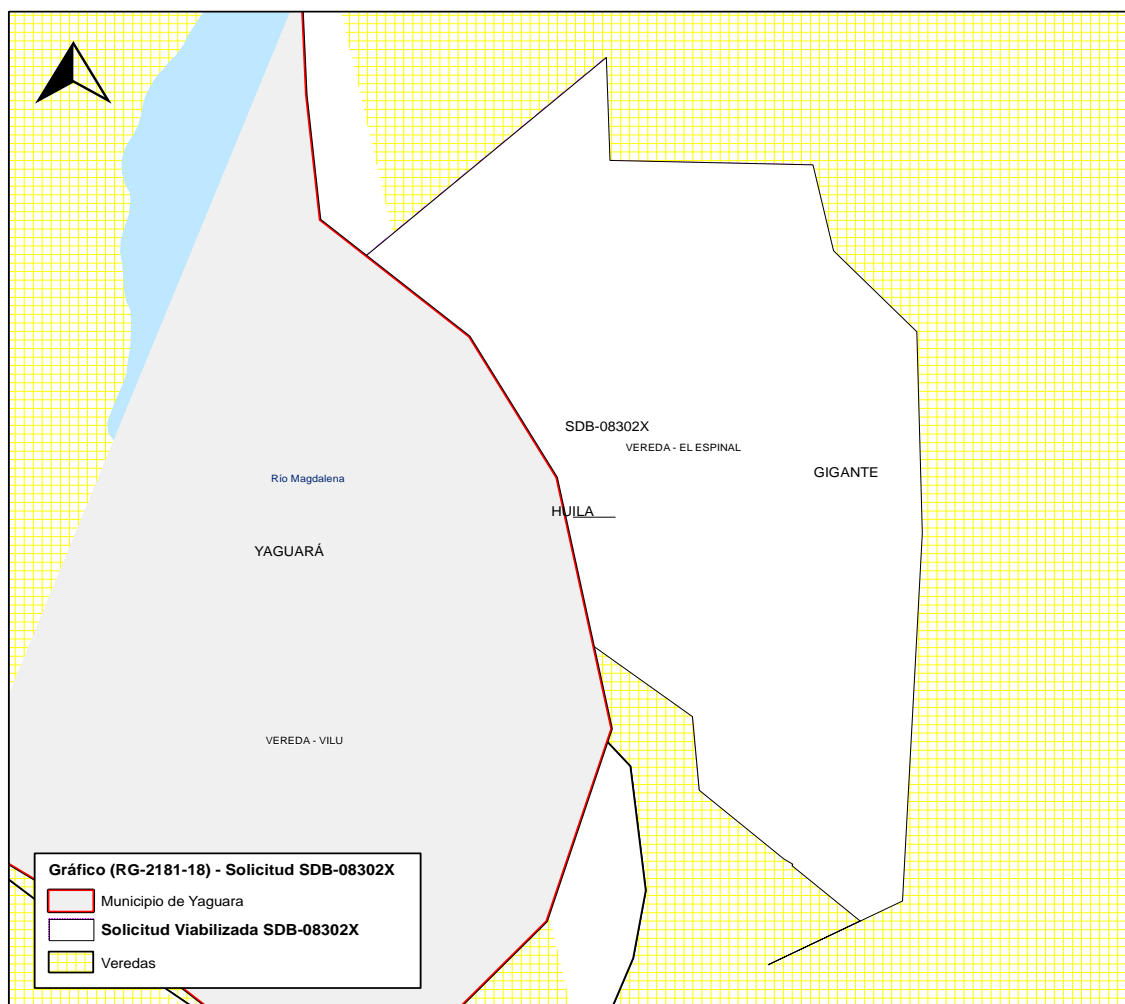 SDB-08302X
VEREDA - EL ESPINAL
GIGANTE
Río Magdalena
HUILA
YAGUARÁ
VEREDA - VILU
Gráfico (RG-2181-18) - Solicitud SDB-08302X
Municipio de Yaguara
Solicitud Viabilizada SDB-08302X
Veredas